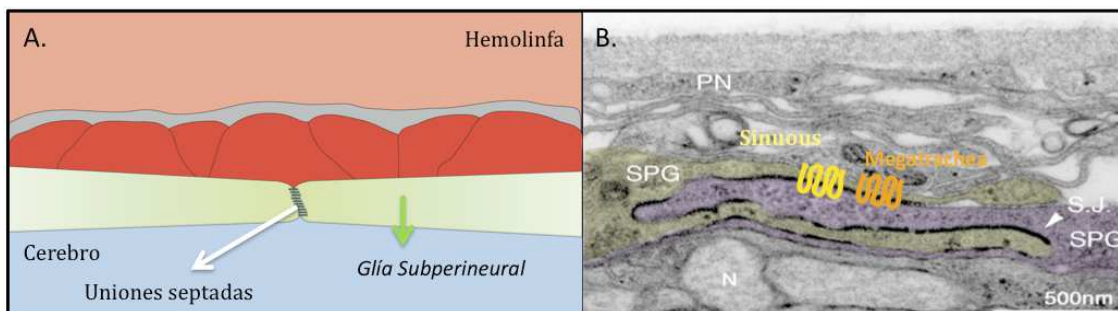 A.
Hemolinfa
Cerebro
Uniones septadas
Glía Subperineural
B.
PN
Sinuous
Megatrachea
SPG
S.J
SPG
N
500nm